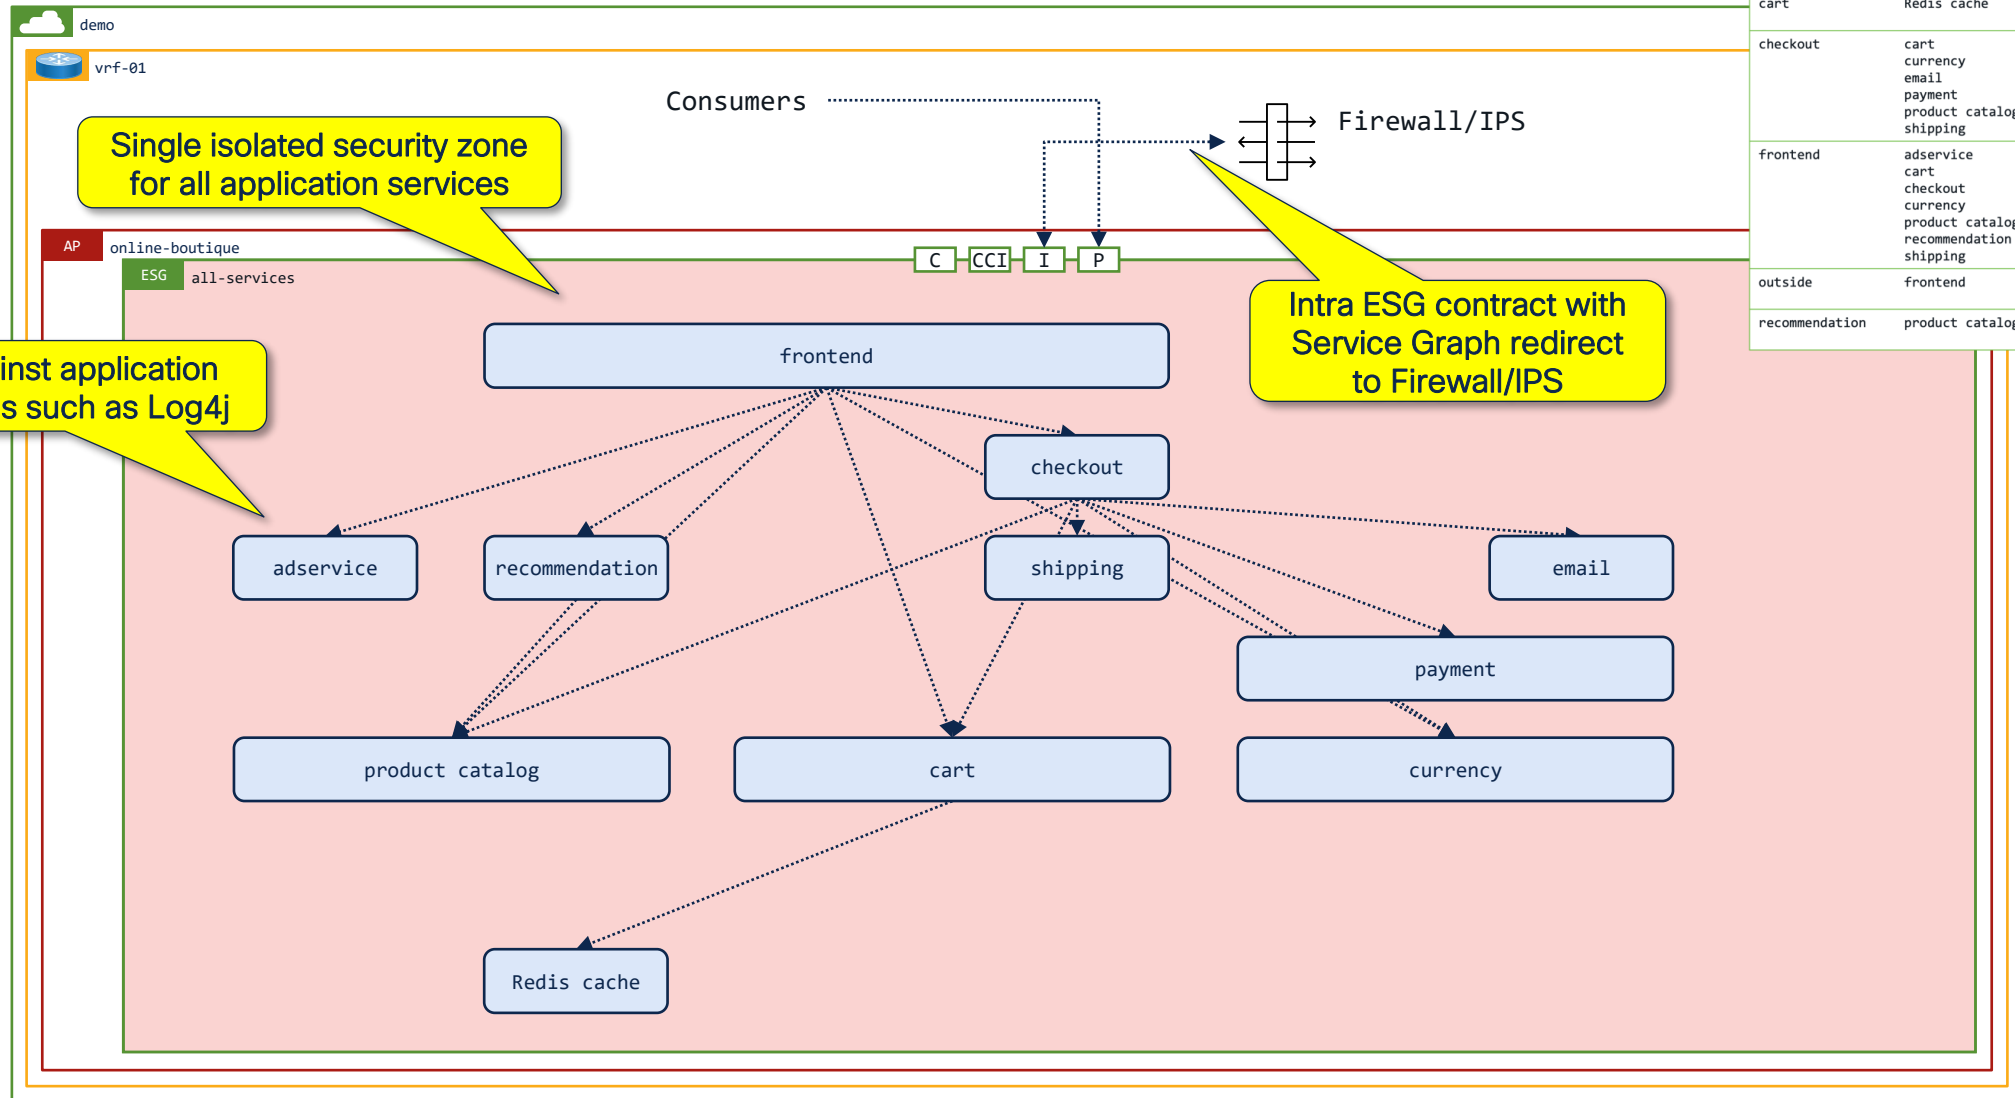 demo
vrf-01
Consumers
Firewall/IPS
Single isolated security zone
for all application services
AP
online-boutique
ESG
all-services
C
CCI
I
P
Intra ESG contract with
Service Graph redirect
to Firewall/IPS
inst application
s such as Log4j
frontend
checkout
adservice
recommendation
shipping
email
payment
product catalog
cart
currency
Redis cache
cart Redis cache
checkout cart
currency
email
payment
product catalog
shipping
frontend adservice
cart
checkout
currency
product catalog
recommendation
shipping
outside frontend
recommendation product catalog